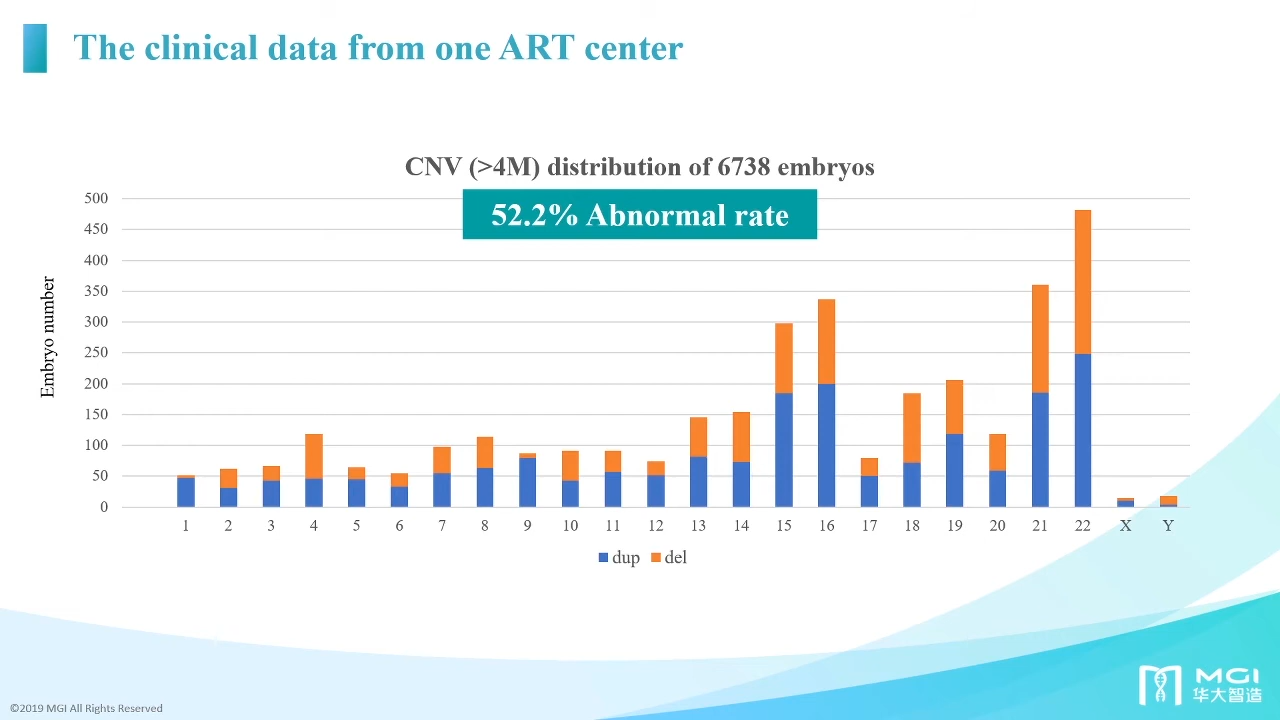 The clinical data from one ART center
CNV (>4M) distribution of 6738 embryos
52.2% Abnormal rate
Embryo number
500
450
400
350
300
250
200
150
100
50
0
1 2 3 4 5 6 7 8 9 10 11 12 13 14 15 16 17 18 19 20 21 22 X Y
dup del
MGI
华大智造
©2019 MGI All Rights Reserved